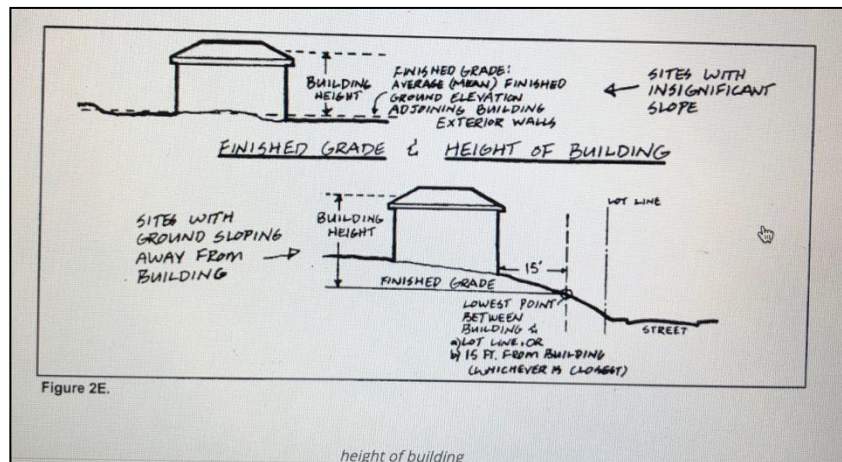 BUILDING
HEIGHT
FINISHED GRADE:
AVERAGE (MEAN) FINISHED
GROUND ELEVATION
ADJOINING BUILDING
EXTERIOR WALLS
SITES WITH
INSIGNIFICANT
SLOPE
FINISHED GRADE & HEIGHT OF BUILDING
SITES WITH
GROUND SLOPING
AWAY FROM
BUILDING
BUILDING
HEIGHT
LOT LINE
15'
FINISHED GRADE
LOWEST POINT
BETWEEN
BUILDING &
a) LOT LINE, OR
b) 15 FT. FROM BUILDING
(WHICHEVER IS CLOSEST)
STREET
Figure 2E.
height of building